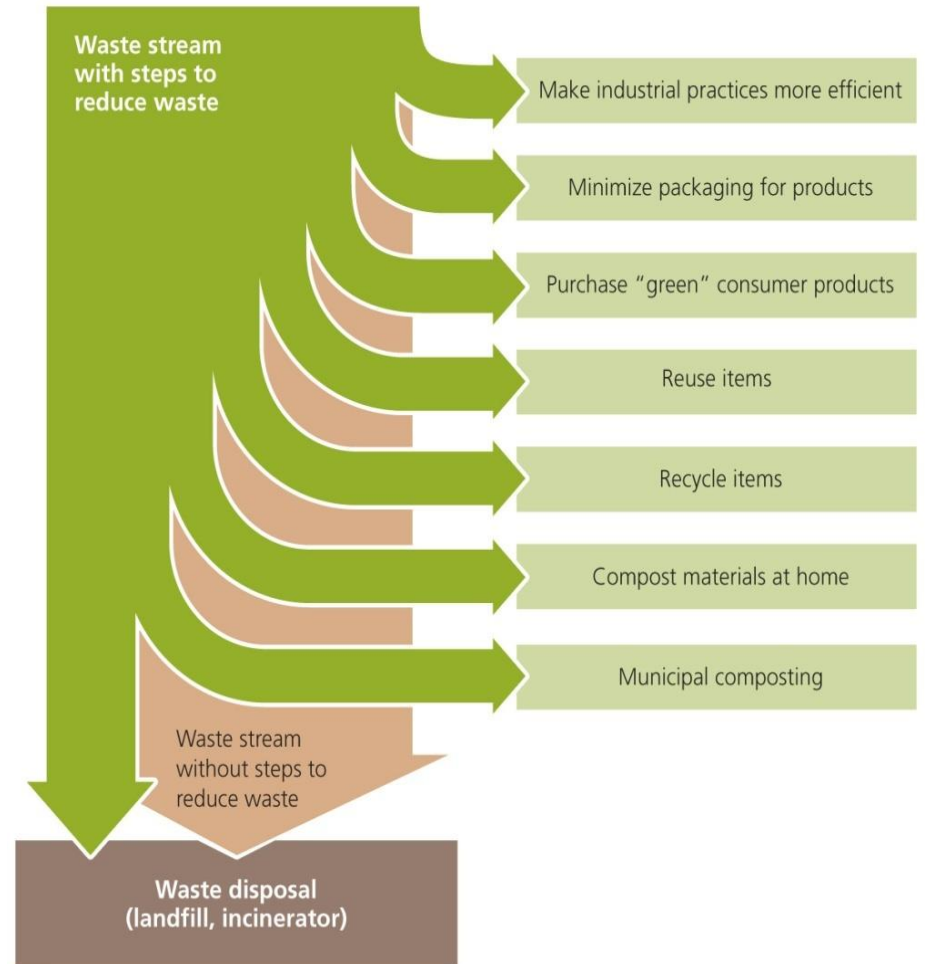 Waste stream
with steps to
reduce waste
Make industrial practices more efficient
Minimize packaging for products
Purchase “green” consumer products
Reuse items
Recycle items
Compost materials at home
Municipal composting
Waste stream
without steps to
reduce waste
Waste disposal
(landfill, incinerator)